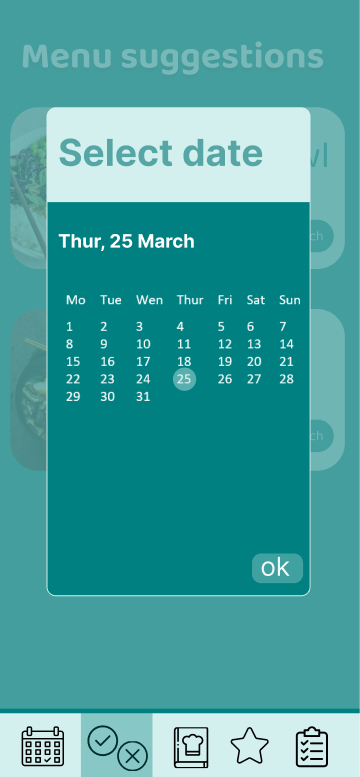 Menu suggestions
Select date
Thur, 25 March
Mo Tue Wen Thur Fri Sat Sun
1 2 3 4 5 6 7
8 9 10 11 12 13 14
15 16 17 18 19 20 21
22 23 24 25 26 27 28
29 30 31
ok